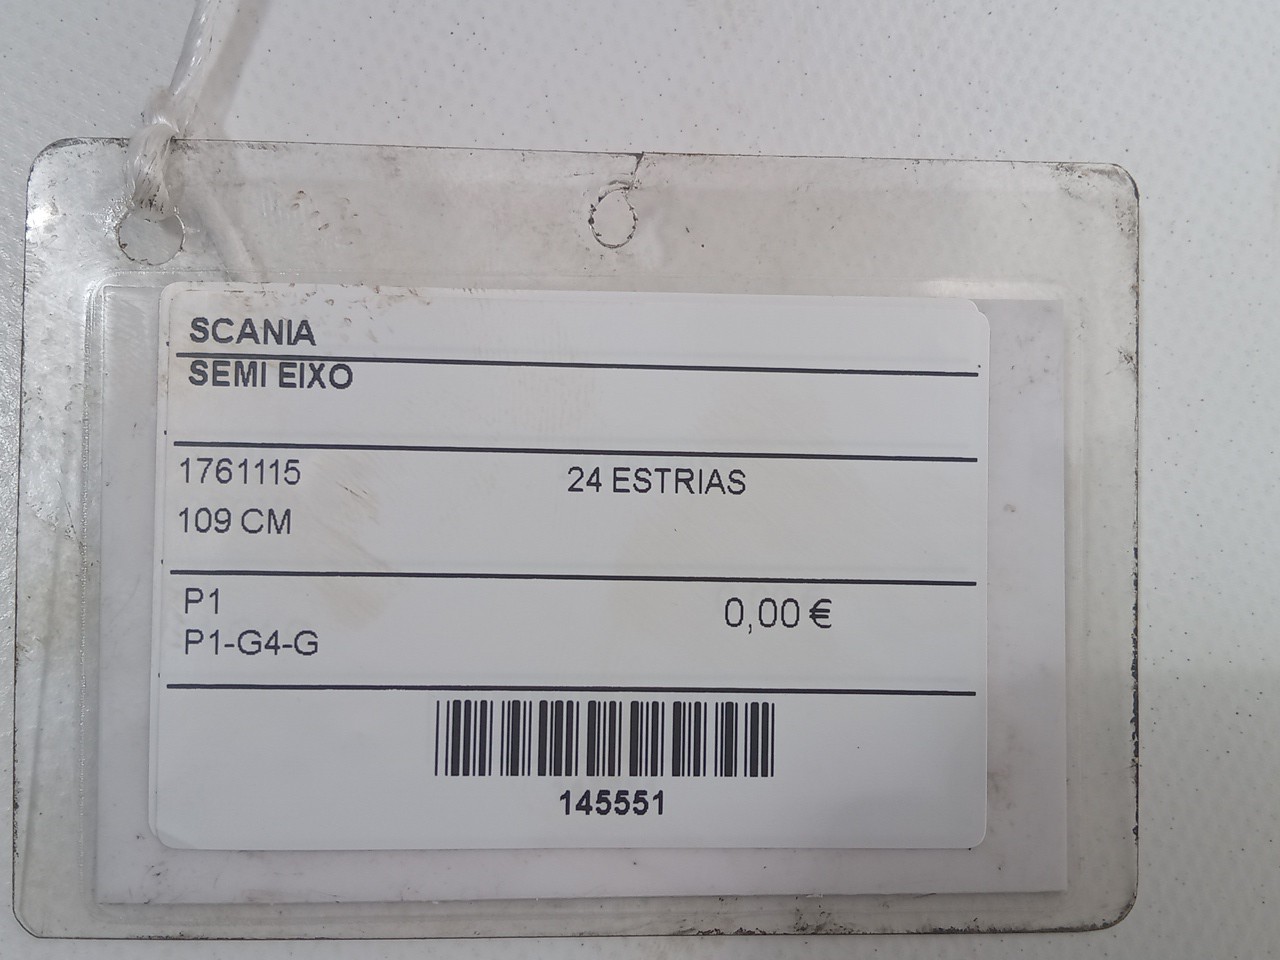 SCANIA
SEMI EIXO
1761115 24 ESTRIAS
109 CM
P1 0,00 €
P1-G4-G
145551